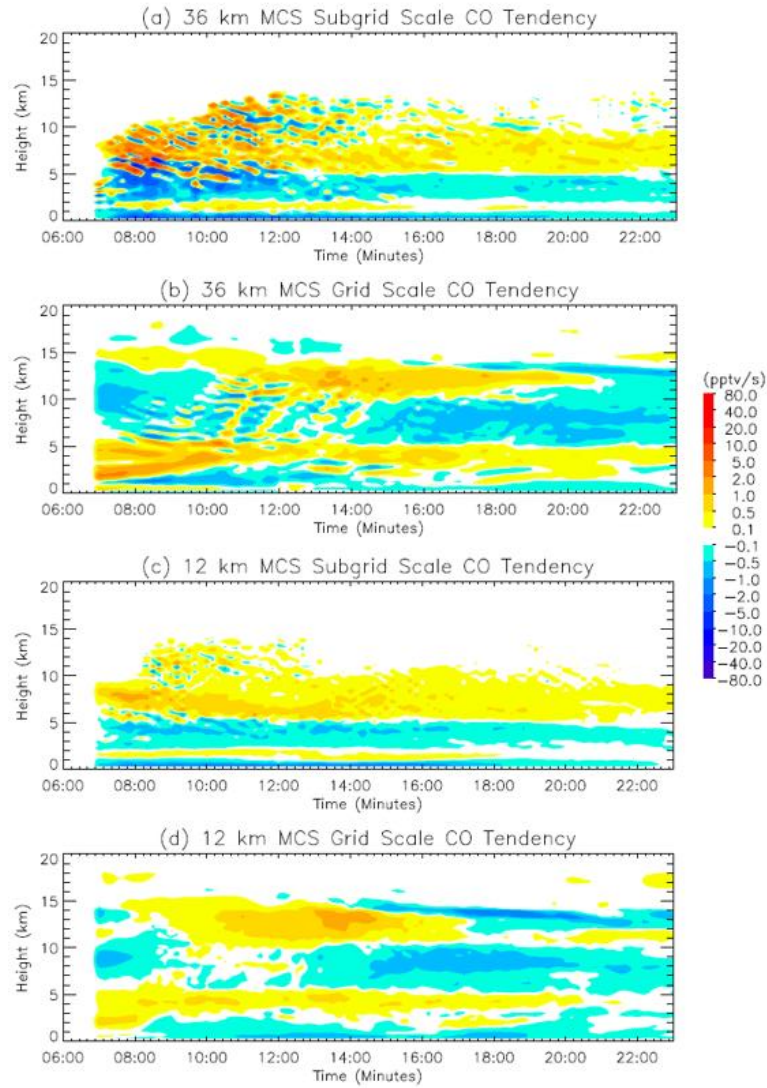 (a) 36 km MCS Subgrid Scale CO Tendency
20
15
10
5
0
Height (km)
06:00 08:00 10:00 12:00 14:00 16:00 18:00 20:00 22:00
Time (Minutes)
(b) 36 km MCS Grid Scale CO Tendency
20
15
10
5
0
Height (km)
06:00 08:00 10:00 12:00 14:00 16:00 18:00 20:00 22:00
Time (Minutes)
(pptv/s)
80.0
40.0
20.0
10.0
5.0
2.0
1.0
0.5
0.1
−0.1
−0.5
−1.0
−2.0
−5.0
−10.0
−20.0
−40.0
−80.0
(c) 12 km MCS Subgrid Scale CO Tendency
20
15
10
5
0
Height (km)
06:00 08:00 10:00 12:00 14:00 16:00 18:00 20:00 22:00
Time (Minutes)
(d) 12 km MCS Grid Scale CO Tendency
20
15
10
5
0
Height (km)
06:00 08:00 10:00 12:00 14:00 16:00 18:00 20:00 22:00
Time (Minutes)